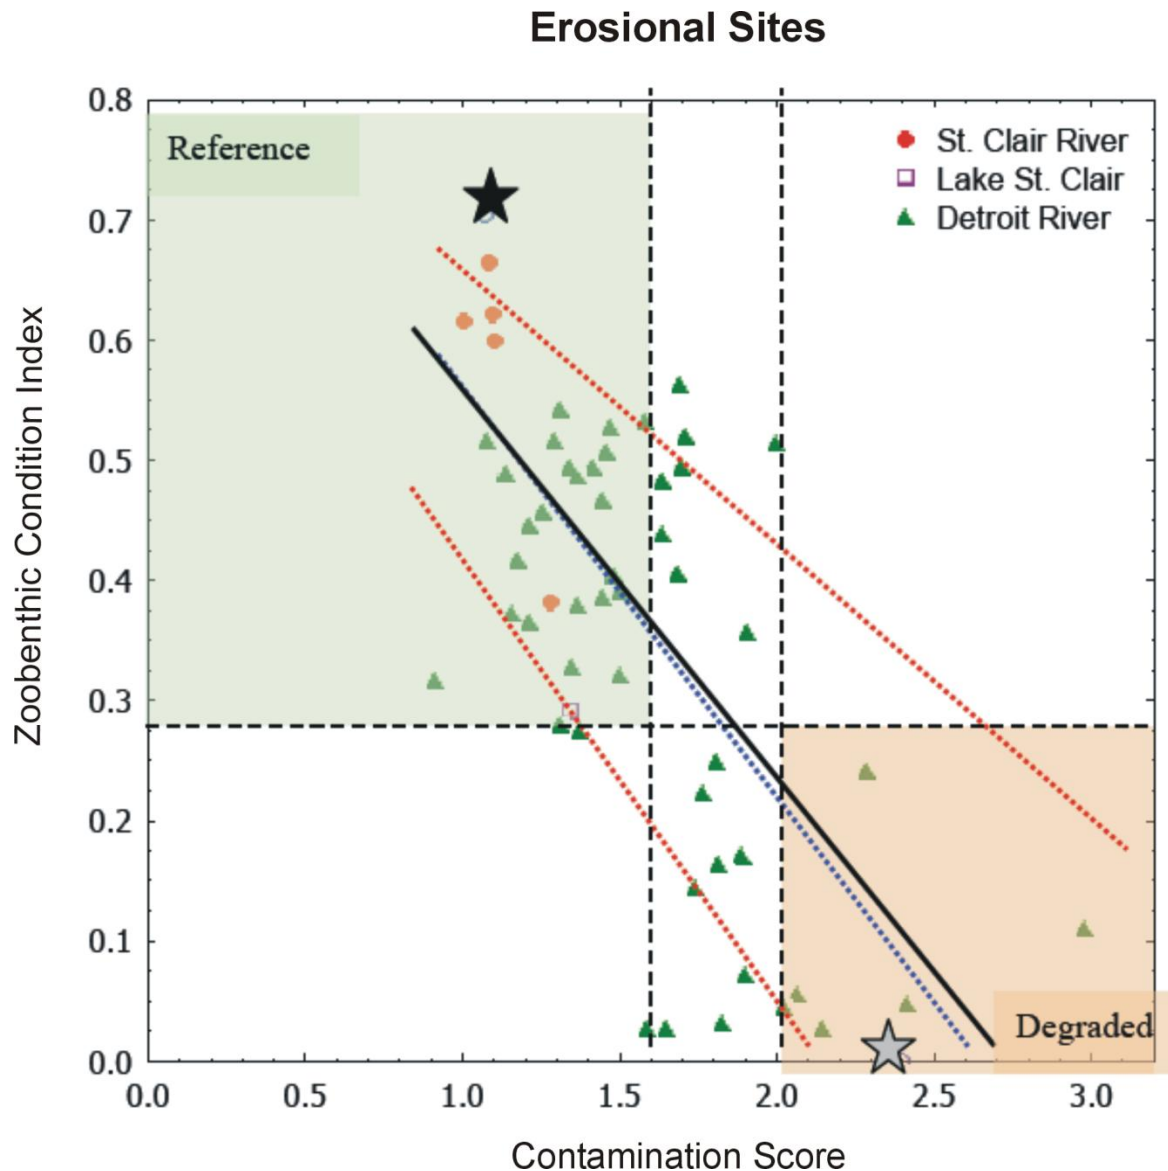 Erosional Sites
Reference
St. Clair River
Lake St. Clair
Detroit River
Zoobenthic Condition Index
0.8
0.7
0.6
0.5
0.4
0.3
0.2
0.1
0.0
Degraded
0.0 0.5 1.0 1.5 2.0 2.5 3.0
Contamination Score